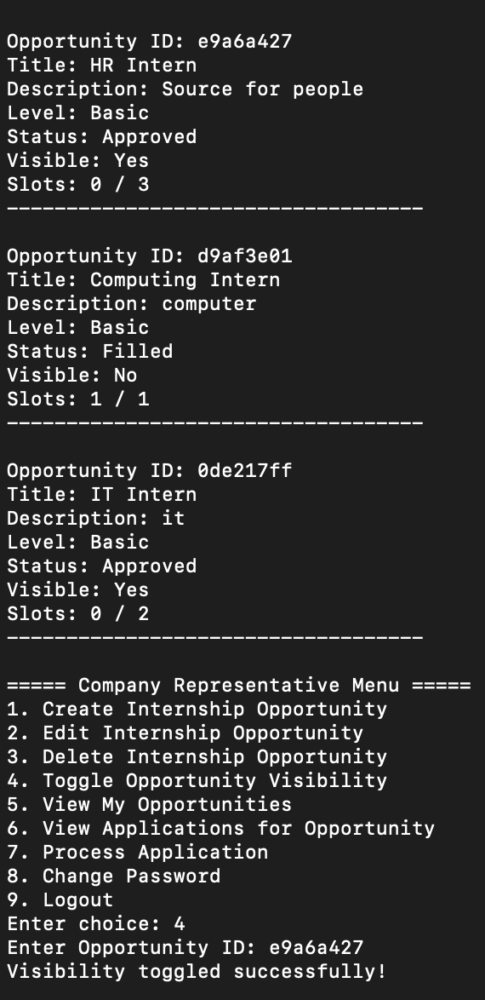 Opportunity ID: e9a6a427
Title: HR Intern
Description: Source for people
Level: Basic
Status: Approved
Visible: Yes
Slots: 0 / 3
-----------------------------------
Opportunity ID: d9af3e01
Title: Computing Intern
Description: computer
Level: Basic
Status: Filled
Visible: No
Slots: 1 / 1
-----------------------------------
Opportunity ID: 0de217ff
Title: IT Intern
Description: it
Level: Basic
Status: Approved
Visible: Yes
Slots: 0 / 2
-----------------------------------
===== Company Representative Menu =====
1. Create Internship Opportunity
2. Edit Internship Opportunity
3. Delete Internship Opportunity
4. Toggle Opportunity Visibility
5. View My Opportunities
6. View Applications for Opportunity
7. Process Application
8. Change Password
9. Logout
Enter choice: 4
Enter Opportunity ID: e9a6a427
Visibility toggled successfully!